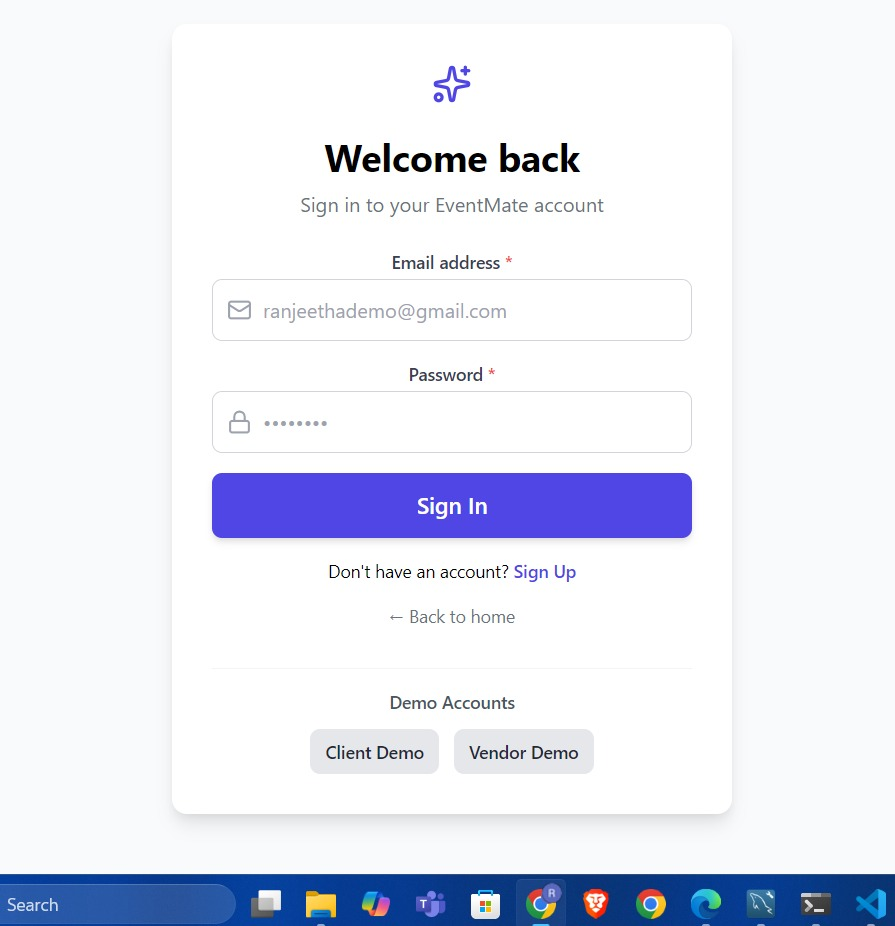 Welcome back
Sign in to your EventMate account
Email address *
ranjeethademo@gmail.com
Password *
••••••••
Sign In
Don't have an account? Sign Up
← Back to home
Demo Accounts
Client Demo
Vendor Demo
Search
T
R